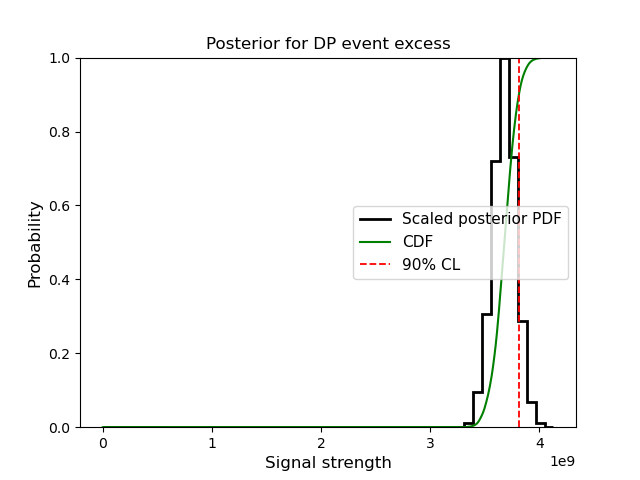 Posterior for DP event excess
1.0
0.8
0.6
0.4
0.2
0.0
Probability
Scaled posterior PDF
CDF
90% CL
0
1
2
3
4
1e9
Signal strength